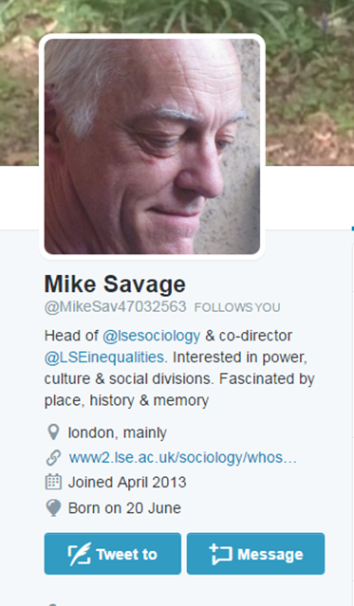 Mike Savage
@MikeSav47032563 FOLLOWS YOU
Head of @lsesociology & co-director
@LSEinequalities. Interested in power,
culture & social divisions. Fascinated by
place, history & memory
london, mainly
www2.lse.ac.uk/sociology/whos…
Joined April 2013
Born on 20 June
Tweet to Message